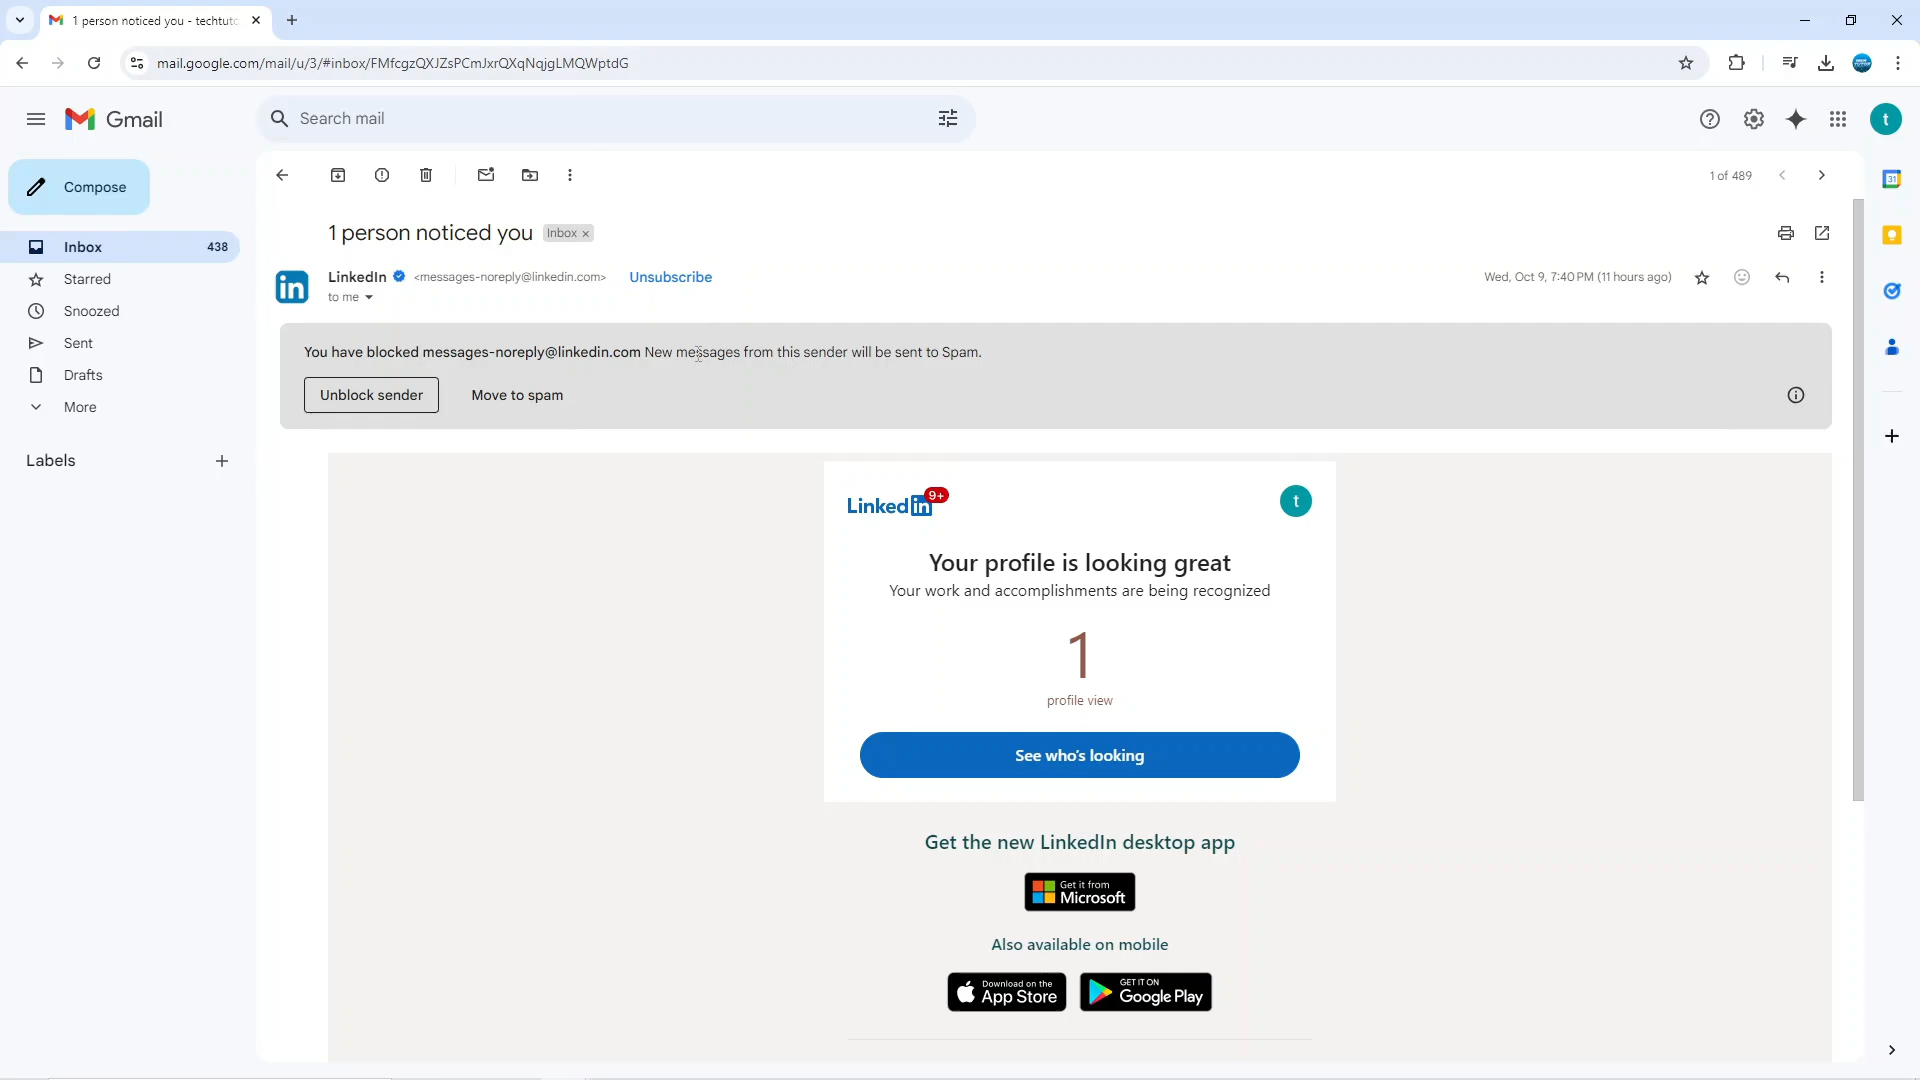 1 person noticed you - techtuto
mail.google.com/mail/u/3/#inbox/FMfcgzQXJZsPCmJxrQXqNqjgLMQWptdG
Gmail
Search mail
t
Compose
1 of 489
Inbox 438
Starred
Snoozed
Sent
Drafts
More
Labels
1 person noticed you Inbox
LinkedIn <messages-noreply@linkedin.com> Unsubscribe Wed, Oct 9, 7:40 PM (11 hours ago)
to me
You have blocked messages-noreply@linkedin.com New messages from this sender will be sent to Spam.
Unblock sender Move to spam
Linked in 9+
t
Your profile is looking great
Your work and accomplishments are being recognized
1
profile view
See who's looking
Get the new LinkedIn desktop app
Get it from
Microsoft
Also available on mobile
Download on the
App Store
GET IT ON
Google Play
31